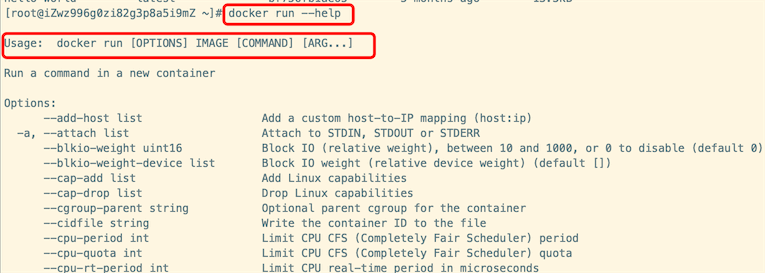 [root@iZwz996g0zi82g3p8a5i9mZ ~]# docker run --help
Usage:  docker run [OPTIONS] IMAGE [COMMAND] [ARG...]
Run a command in a new container
Options:
      --add-host list                  Add a custom host-to-IP mapping (host:ip)
  -a, --attach list                    Attach to STDIN, STDOUT or STDERR
      --blkio-weight uint16            Block IO (relative weight), between 10 and 1000, or 0 to disable (default 0)
      --blkio-weight-device list       Block IO weight (relative device weight) (default [])
      --cap-add list                   Add Linux capabilities
      --cap-drop list                  Drop Linux capabilities
      --cgroup-parent string           Optional parent cgroup for the container
      --cidfile string                 Write the container ID to the file
      --cpu-period int                 Limit CPU CFS (Completely Fair Scheduler) period
      --cpu-quota int                  Limit CPU CFS (Completely Fair Scheduler) quota
      --cpu-rt-period int              Limit CPU real-time period in microseconds